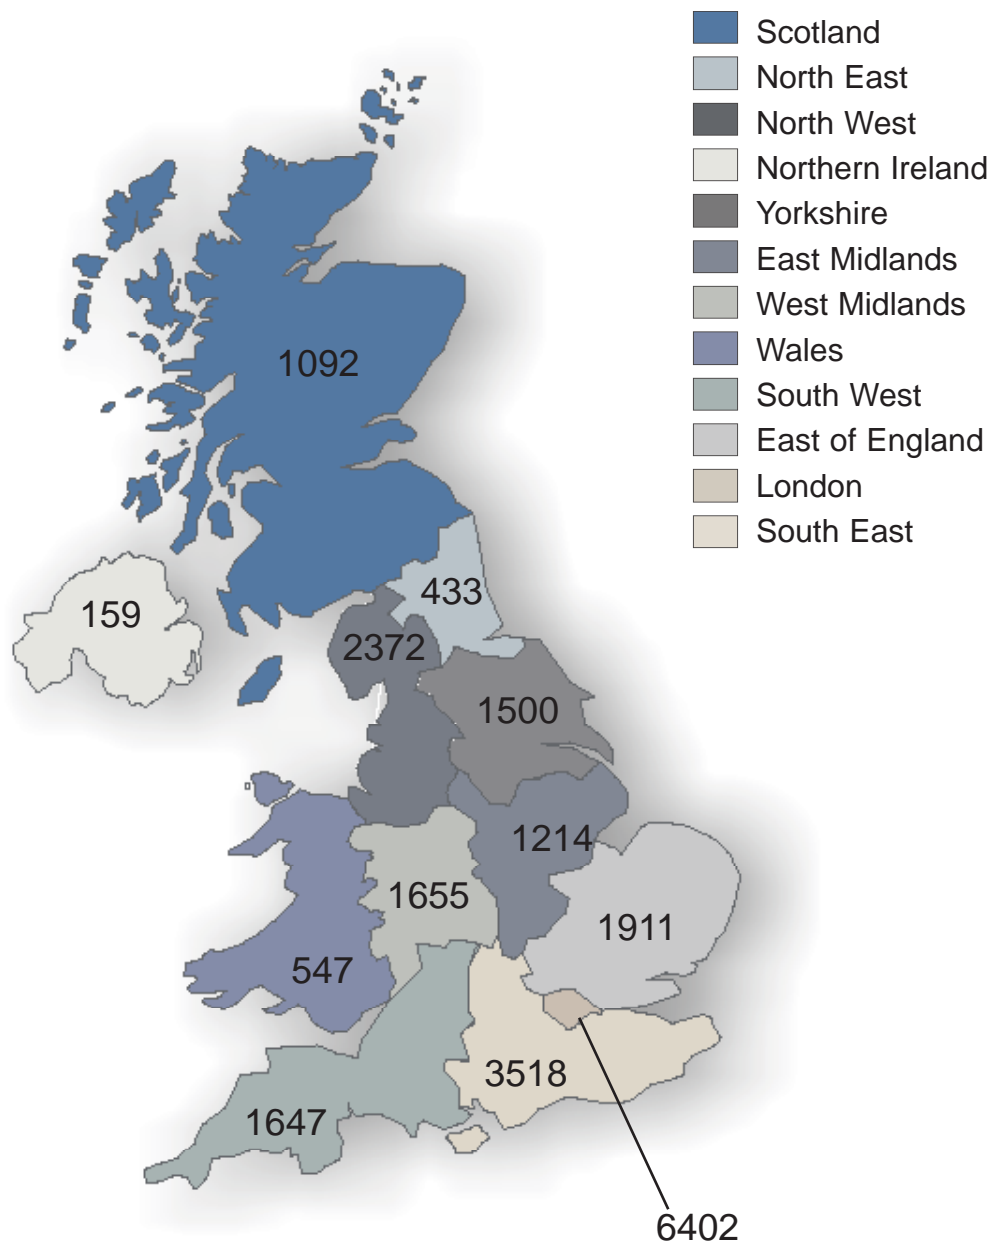 Scotland
North East
North West
Northern Ireland
Yorkshire
East Midlands
West Midlands
Wales
South West
East of England
London
South East
1092
433
159
2372
1500
1214
1655
1911
547
3518
1647
6402